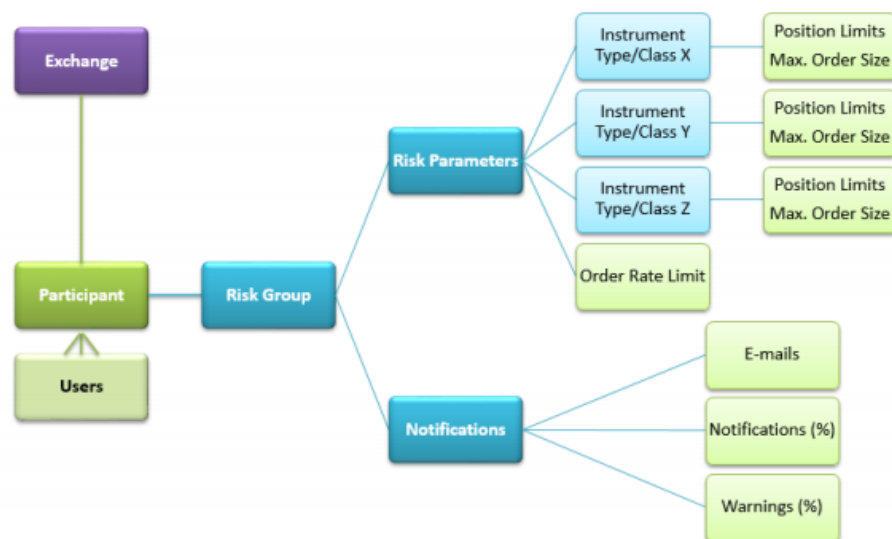 Exchange
Participant
Users
Risk Group
Risk Parameters
Instrument
Type/Class X
Position Limits
Max. Order Size
Instrument
Type/Class Y
Position Limits
Max. Order Size
Instrument
Type/Class Z
Position Limits
Max. Order Size
Order Rate Limit
Notifications
E-mails
Notifications (%)
Warnings (%)